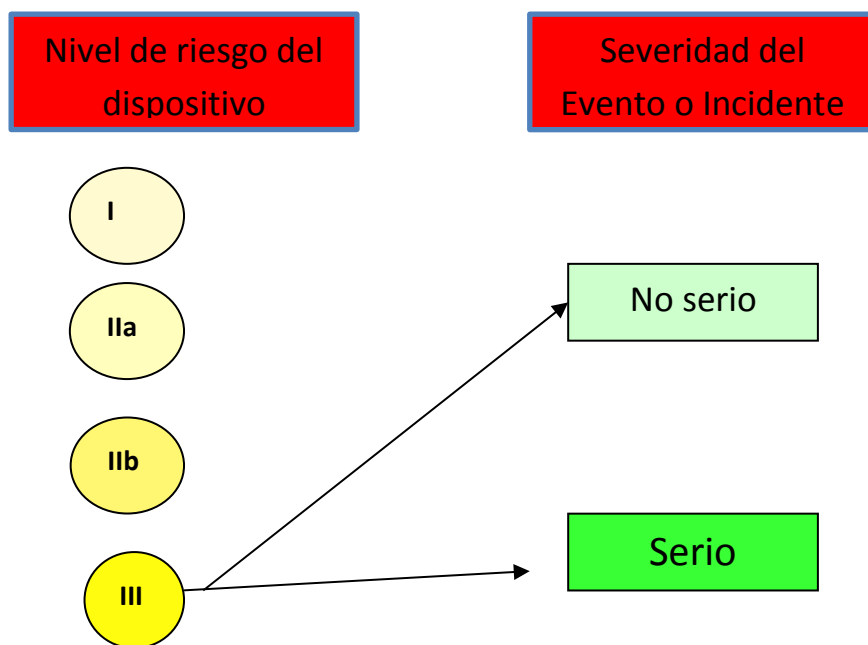 Nivel de riesgo del
dispositivo
Severidad del
Evento o Incidente
I
IIa
No serio
IIb
Serio
III